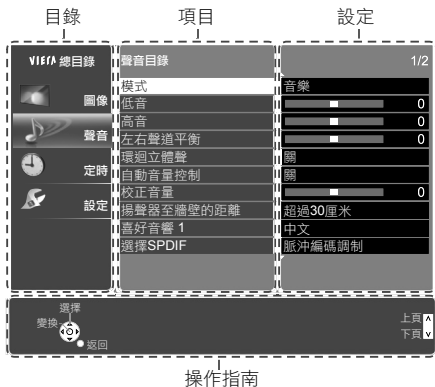 目錄 項目 設定
VIErA 總目錄 聲音目錄 1/2
模式 音樂
圖像 低音 0
高音 0
聲音 左右聲道平衡 0
環迴立體聲 關
定時 自動音量控制 關
校正音量 0
設定 揚聲器至牆壁的距離 超過30厘米
喜好音響 1 中文
選擇SPDIF 脈沖編碼調制
選擇
變換
返回
上頁
下頁
操作指南